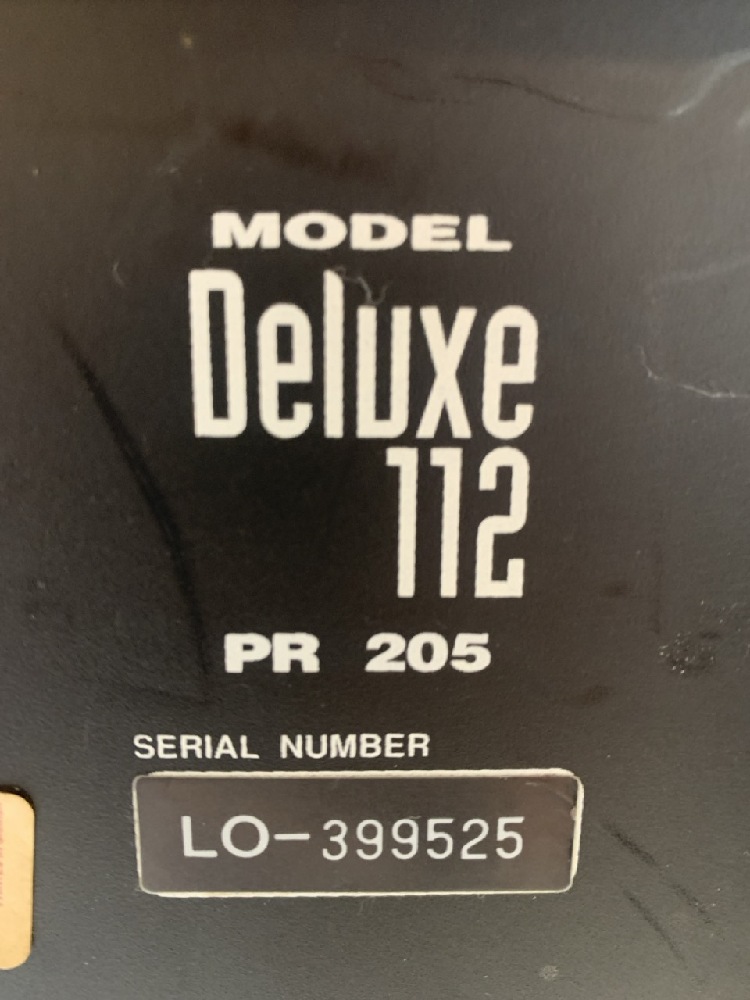 MODEL
Deluxe
112
PR 205
SERIAL NUMBER
LO-399525